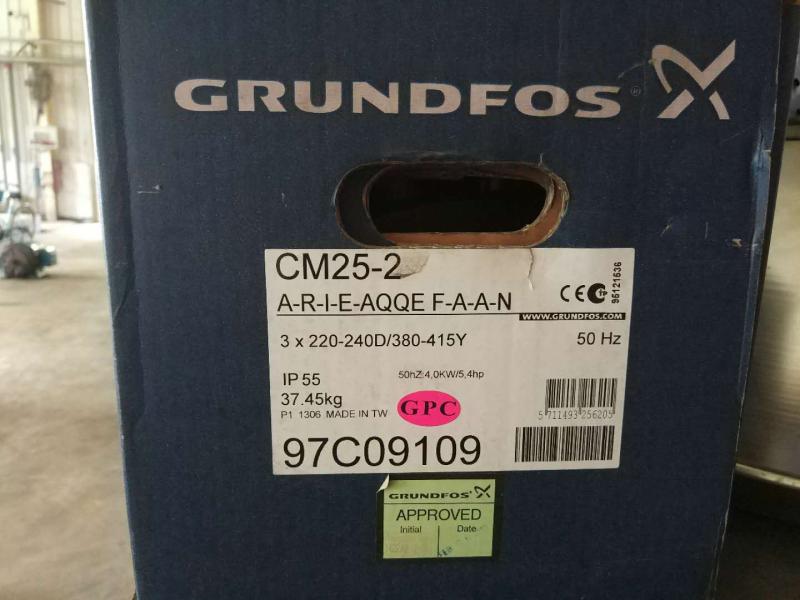 GRUNDFOS®
CM25-2
A-R-I-E-AQQE F-A-A-N
CE
96121636
WWW.GRUNDFOS.COM
3 x 220-240D/380-415Y
50 Hz
IP 55
50hZ:4,0KW/5,4hp
37.45kg
P1 1306 MADE IN TW
GPC
5 711493 256205
97C09109
GRUNDFOS
APPROVED
Initial
Date